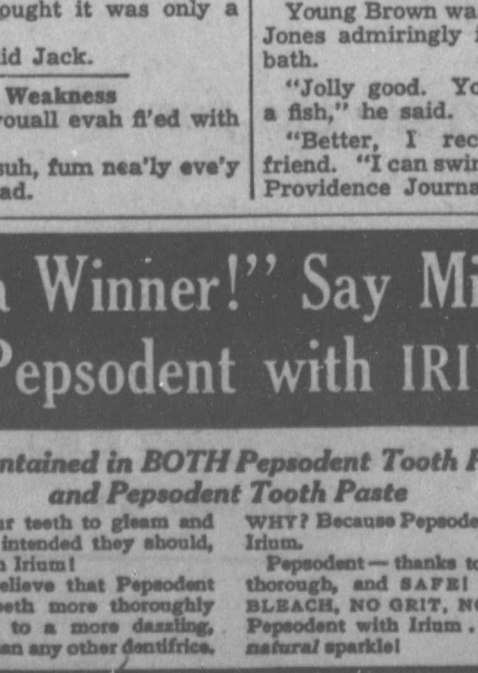 ought it was only a
id Jack.
Weakness
ouall evah fi'ed with
suh, fum nea'ly eve'y
ad.
Young Brown wa
Jones admiringly i
bath.
"Jolly good. Yo
a fish," he said.
"Better, I rec
friend. "I can swin
Providence Journa
a Winner!" Say Mi
Pepsodent with IRI
ntained in BOTH Pepsodent Tooth P
and Pepsodent Tooth Paste
ur teeth to gleam and
intended they should,
h Irium!
elieve that Pepsodent
eeth more thoroughly
to a more dazzling,
an any other dentifrice.
WHY? Because Pepsode
Irium.
Pepsodent — thanks to
thorough, and SAFE!
BLEACH, NO GRIT, NO
Pepsodent with Irium.
natural sparkle!